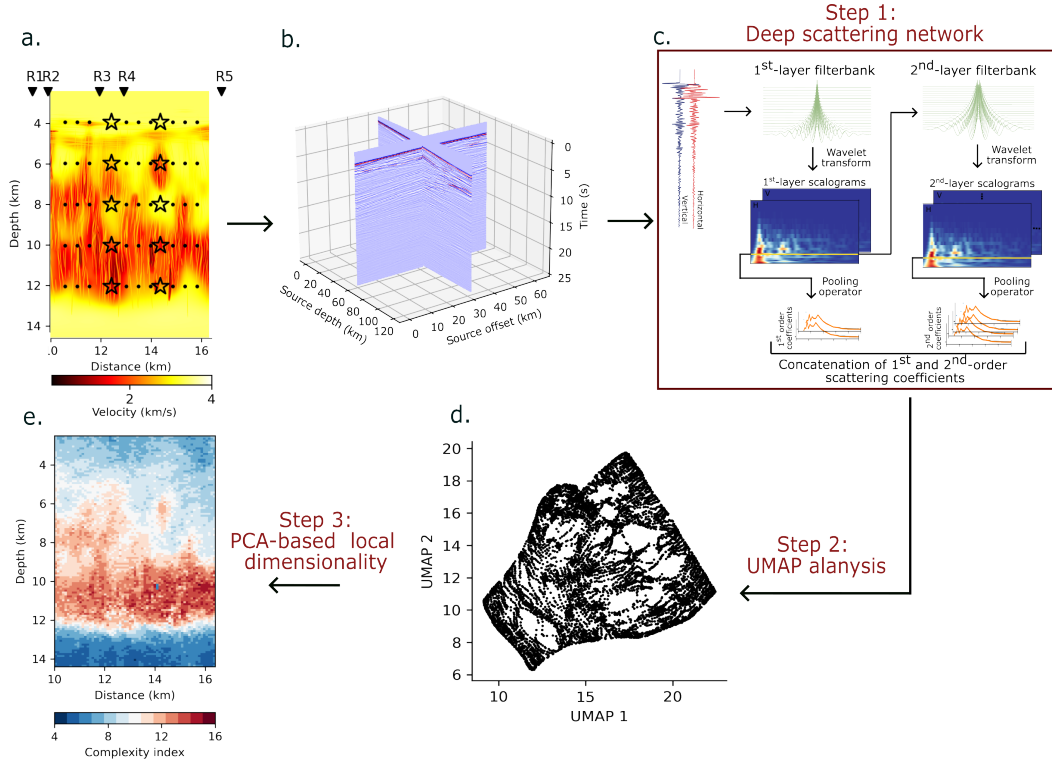 a.
R1 R2 R3 R4 R5
4
6
8
10
12
14
Depth (km)
.0 12 14 16
Distance (km)
2 4
Velocity (km/s)
b.
0
5
10
15
20
25
Time (s)
0 20 40 60 80 100 120
Source depth (km)
0 10 20 30 40 50 60
Source offset (km)
Step 1:
Deep scattering network
c.
Vertical
Horizontal
1st-layer filterbank
Wavelet
transform
1st-layer scalograms
V
H
Pooling
operator
1st order
coefficients
2nd-layer filterbank
Wavelet
transform
2nd-layer scalograms
V
H
Pooling
operator
2nd order
coefficients
Concatenation of 1st and 2nd-order
scattering coefficients
Step 2:
UMAP alanysis
d.
20
18
16
14
12
10
8
6
UMAP 2
10 15 20
UMAP 1
Step 3:
PCA-based local
dimensionality
e.
4
6
8
10
12
14
Depth (km)
10 12 14 16
Distance (km)
4 8 12 16
Complexity index